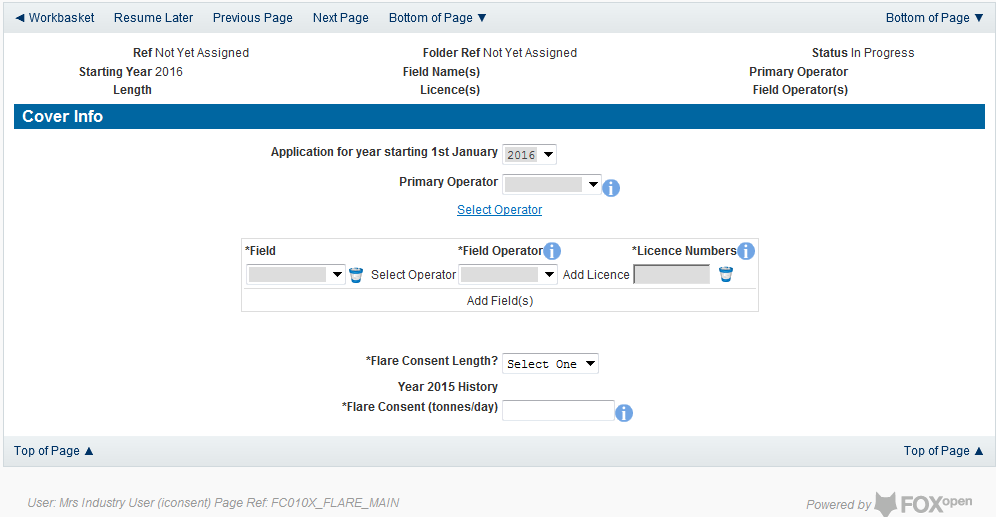 ◄ Workbasket Resume Later Previous Page Next Page Bottom of Page ▼ Bottom of Page ▼
Ref Not Yet Assigned Folder Ref Not Yet Assigned Status In Progress
Starting Year 2016 Field Name(s) Primary Operator
Length Licence(s) Field Operator(s)
Cover Info
Application for year starting 1st January 2016
Primary Operator
Select Operator
*Field *Field Operator *Licence Numbers
Select Operator Add Licence
Add Field(s)
*Flare Consent Length? Select One
Year 2015 History
*Flare Consent (tonnes/day)
Top of Page ▲ Top of Page ▲
User: Mrs Industry User (iconsent) Page Ref: FC010X_FLARE_MAIN Powered by FOXopen